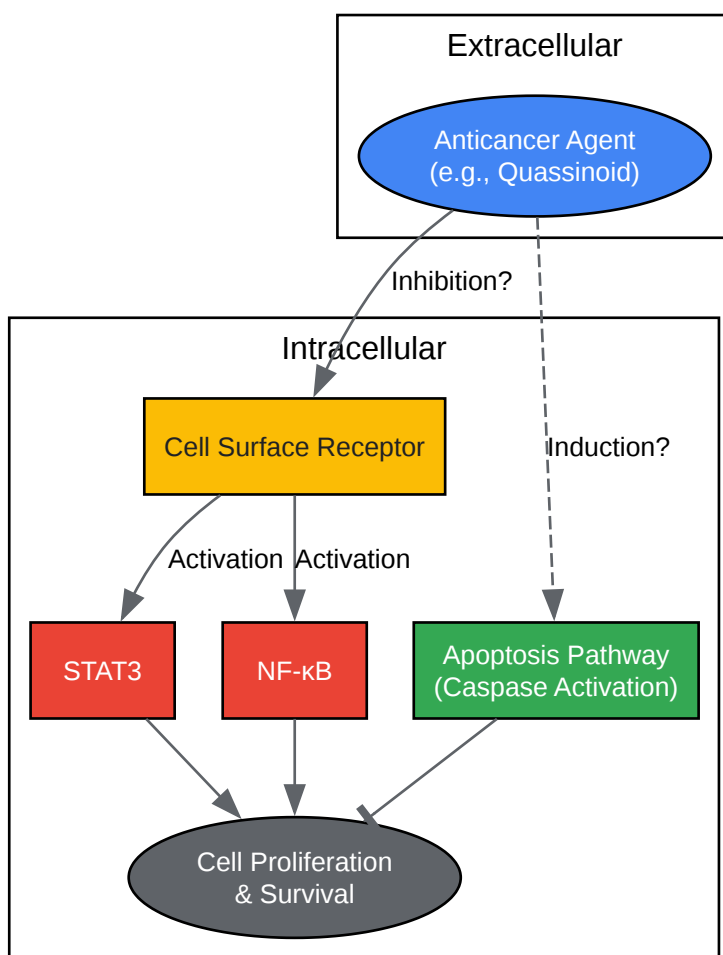 Extracellular
Anticancer Agent
(e.g., Quassinoid)
Inhibition?
Intracellular
Cell Surface Receptor
Induction?
Activation
Activation
STAT3
NF-κB
Apoptosis Pathway
(Caspase Activation)
Cell Proliferation
& Survival